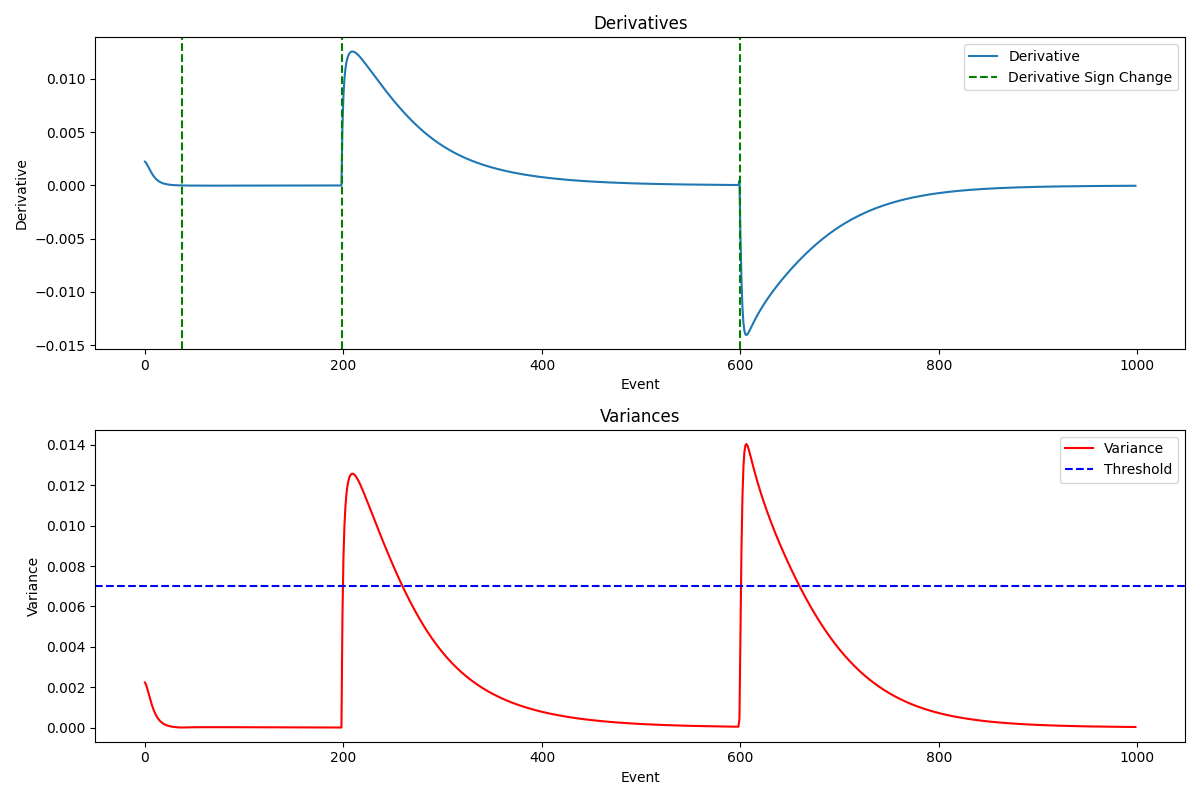 Derivatives
Derivative
Derivative Sign Change
0.010
0.005
0.000
−0.005
−0.010
−0.015
Derivative
0 200 400 600 800 1000
Event
Variances
Variance
Threshold
0.014
0.012
0.010
0.008
0.006
0.004
0.002
0.000
Variance
0 200 400 600 800 1000
Event